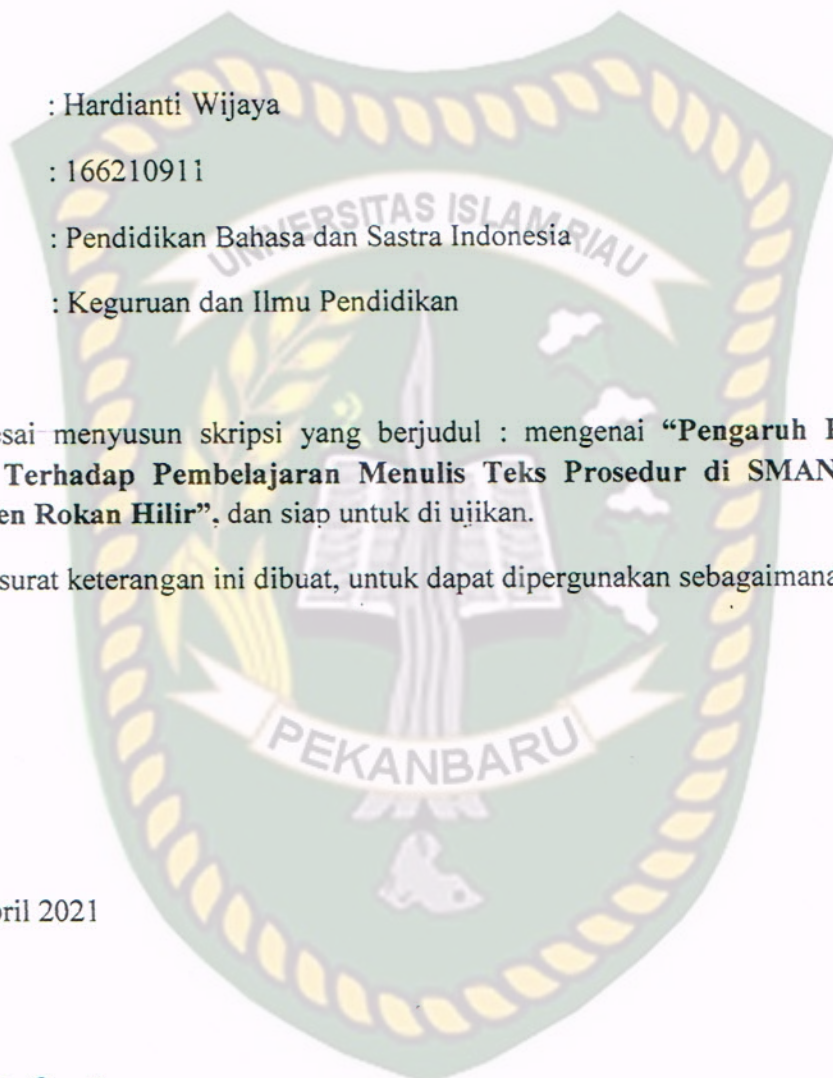 : Hardianti Wijaya
: 166210911
UNIVERSITAS ISLAM RIAU
: Pendidikan Bahasa dan Sastra Indonesia
: Keguruan dan Ilmu Pendidikan
esai menyusun skripsi yang berjudul : mengenai “Pengaruh
Terhadap Pembelajaran Menulis Teks Prosedur di SMAN
en Rokan Hilir”, dan siap untuk di ujikan.
surat keterangan ini dibuat, untuk dapat dipergunakan sebagaimana
PEKANBARU
ril 2021